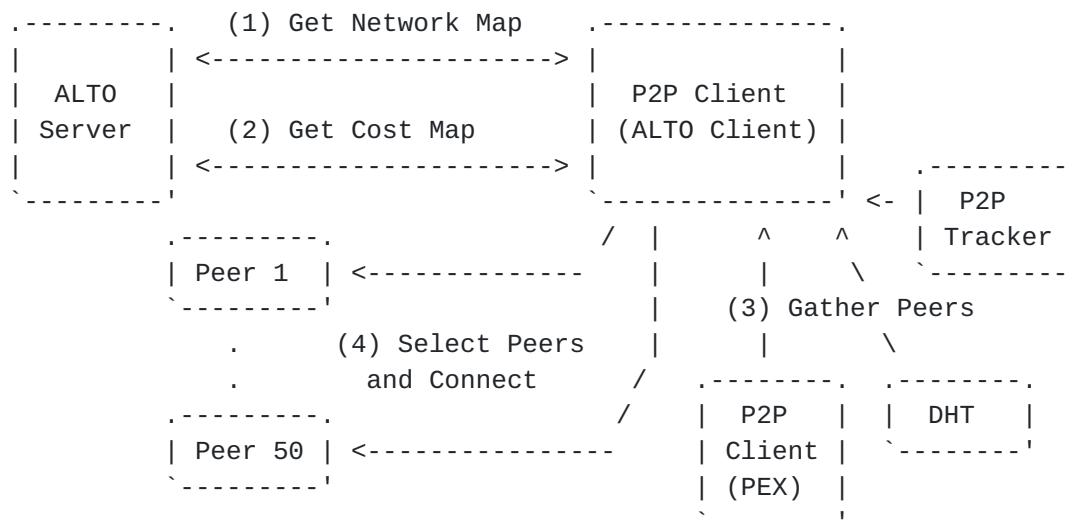 (1) Get Network Map
ALTO
Server
P2P Client
(ALTO Client)
(2) Get Cost Map
P2P
Tracker
Peer 1
(3) Gather Peers
(4) Select Peers
and Connect
Peer 50
P2P
Client
(PEX)
DHT